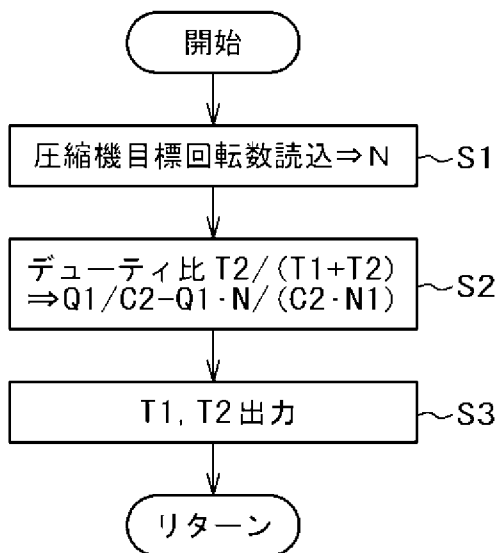 開始
圧縮機目標回転数読込⇒N
S1
デューティ比 T2/(T1+T2)
⇒Q1/C2-Q1·N/(C2·N1)
S2
T1, T2 出力
S3
リターン